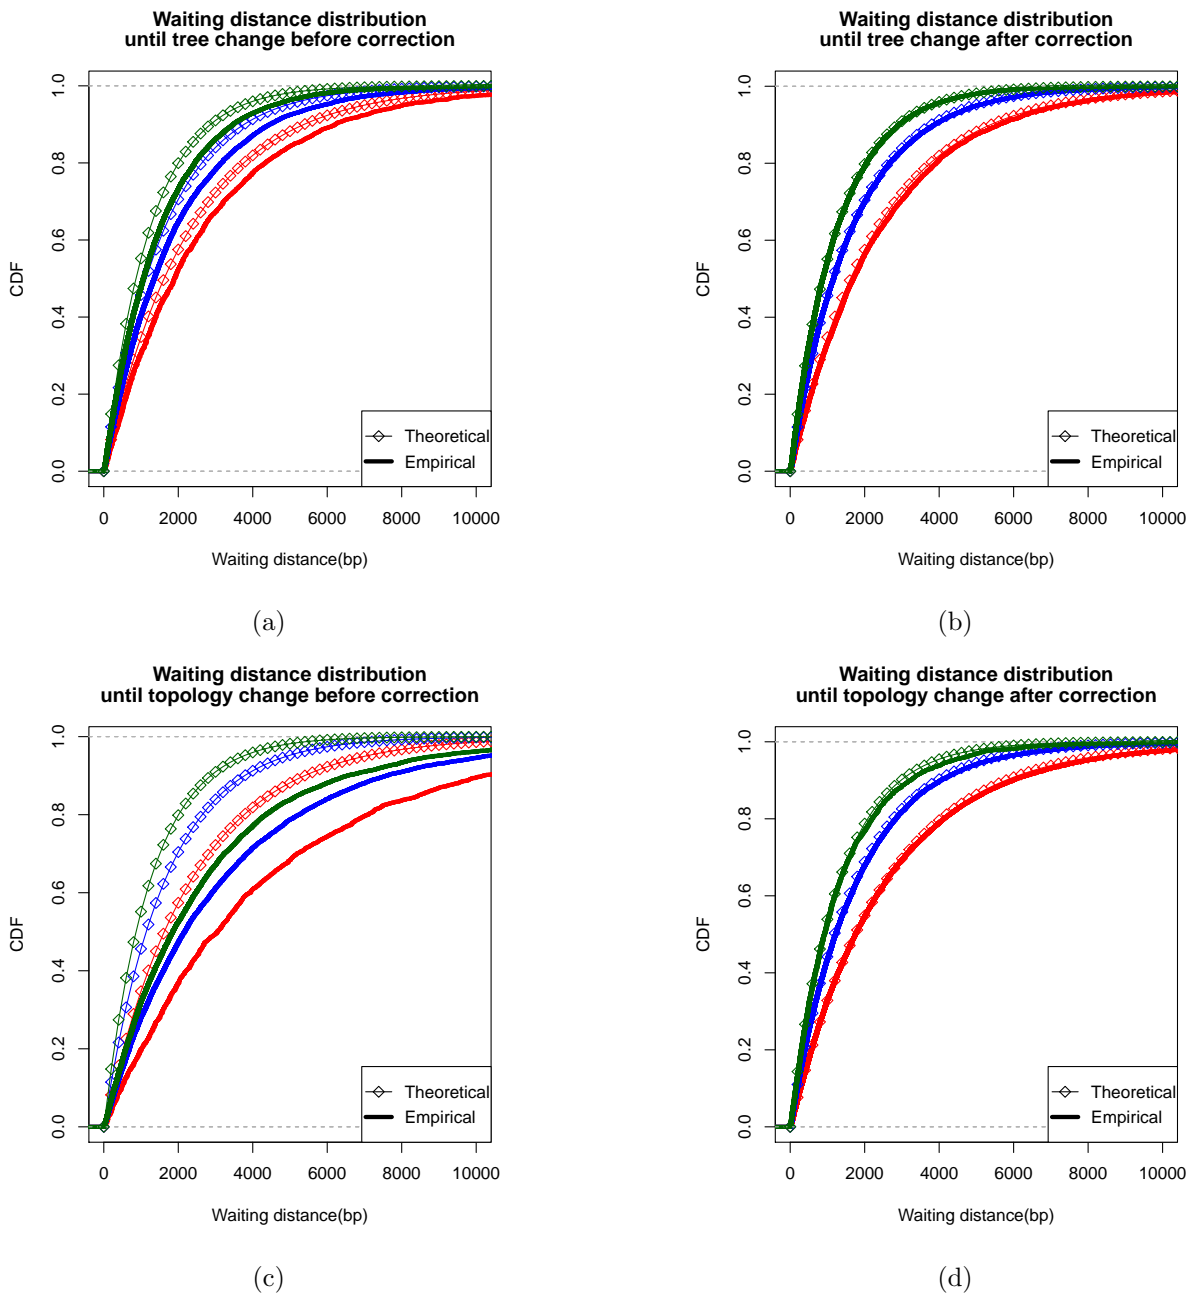 Waiting distance distribution
until tree change before correction
CDF
0.0 0.2 0.4 0.6 0.8 1.0
Theoretical
Empirical
0 2000 4000 6000 8000 10000
Waiting distance(bp)
(a)
Waiting distance distribution
until tree change after correction
CDF
0.0 0.2 0.4 0.6 0.8 1.0
Theoretical
Empirical
0 2000 4000 6000 8000 10000
Waiting distance(bp)
(b)
Waiting distance distribution
until topology change before correction
CDF
0.0 0.2 0.4 0.6 0.8 1.0
Theoretical
Empirical
0 2000 4000 6000 8000 10000
Waiting distance(bp)
(c)
Waiting distance distribution
until topology change after correction
CDF
0.0 0.2 0.4 0.6 0.8 1.0
Theoretical
Empirical
0 2000 4000 6000 8000 10000
Waiting distance(bp)
(d)